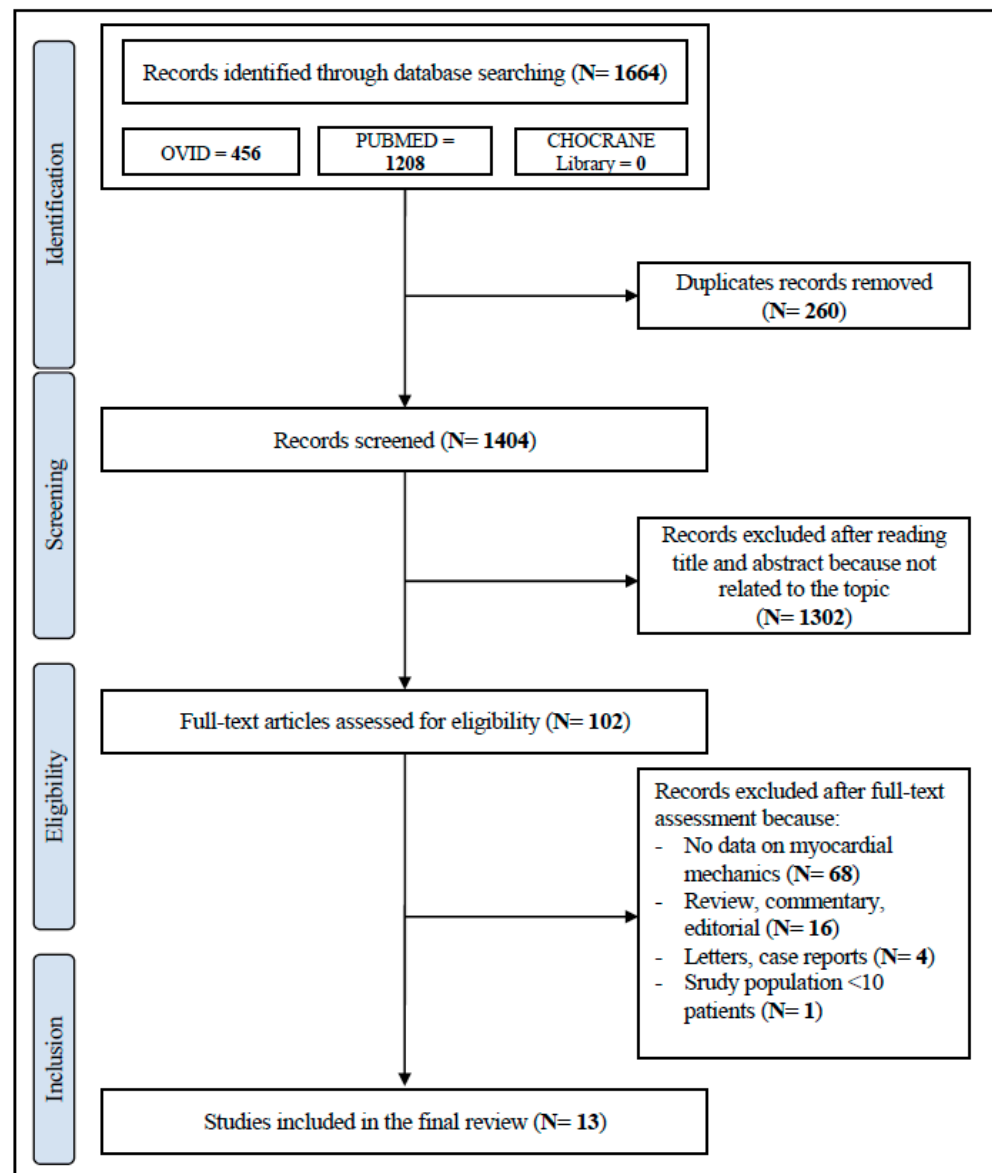 Identification
Records identified through database searching (N= 1664)
OVID = 456
PUBMED =
1208
CHOCRANE
Library = 0
Duplicates records removed
(N= 260)
Screening
Records screened (N= 1404)
Records excluded after reading
title and abstract because not
related to the topic
(N= 1302)
Eligibility
Full-text articles assessed for eligibility (N= 102)
Records excluded after full-text
assessment because:
- No data on myocardial
mechanics (N= 68)
- Review, commentary,
editorial (N= 16)
- Letters, case reports (N= 4)
- Srudy population <10
patients (N= 1)
Inclusion
Studies included in the final review (N= 13)